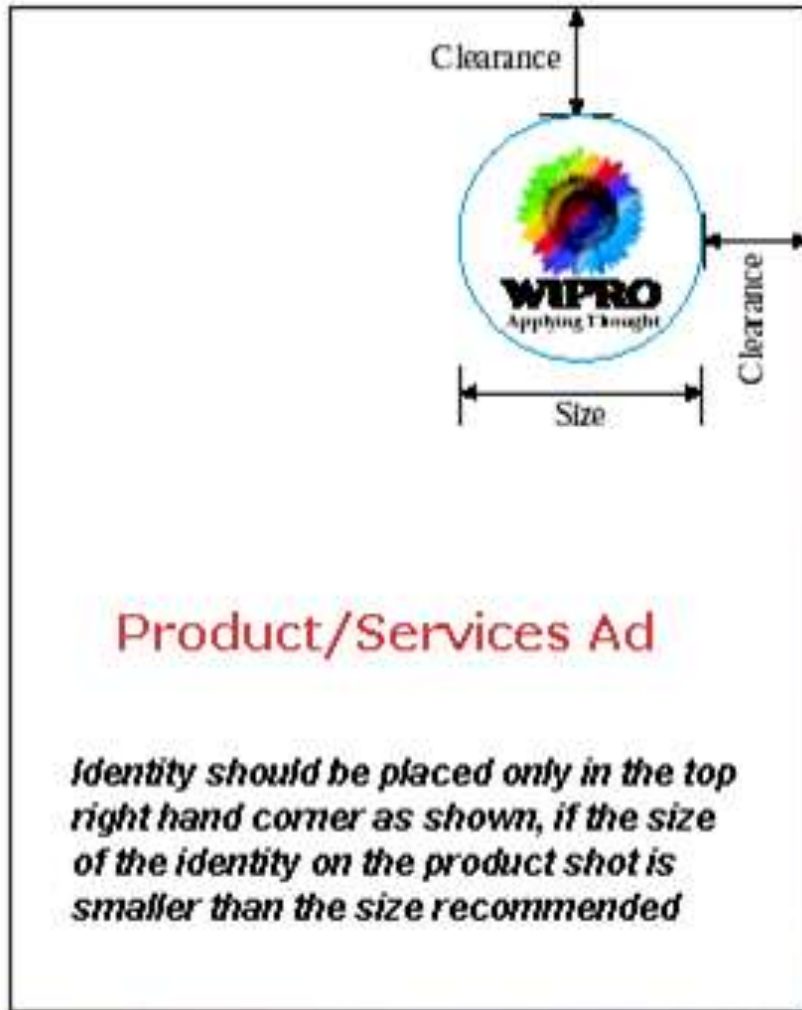 Clearance
WIPRO
Applying Thought
Clearance
Size
Product/Services Ad
Identity should be placed only in the top
right hand corner as shown, if the size
of the identity on the product shot is
smaller than the size recommended